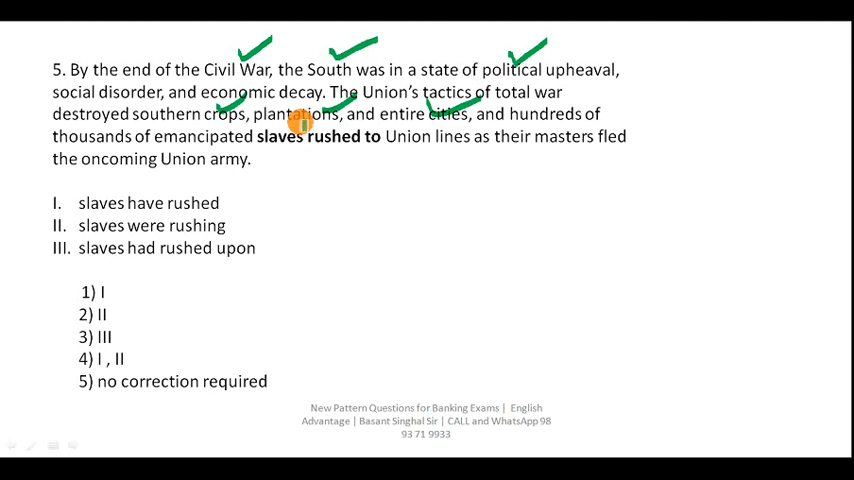 5. By the end of the Civil War, the South was in a state of political upheaval,
social disorder, and economic decay. The Union's tactics of total war
destroyed southern crops, plantations, and entire cities, and hundreds of
thousands of emancipated slaves rushed to Union lines as their masters fled
the oncoming Union army.
I. slaves have rushed
II. slaves were rushing
III. slaves had rushed upon
1) I
2) II
3) III
4) I , II
5) no correction required
New Pattern Questions for Banking Exams | English
Advantage | Basant Singhal Sir | CALL and WhatsApp 98
93 71 9933